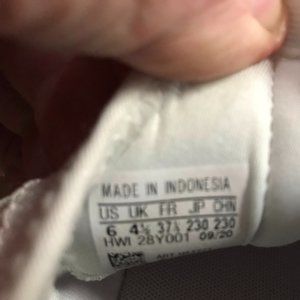 MADE IN INDONESIA
US UK FR JP CHN
6 4½ 37⅓ 230 230
HWI 28Y001 09/20
ART